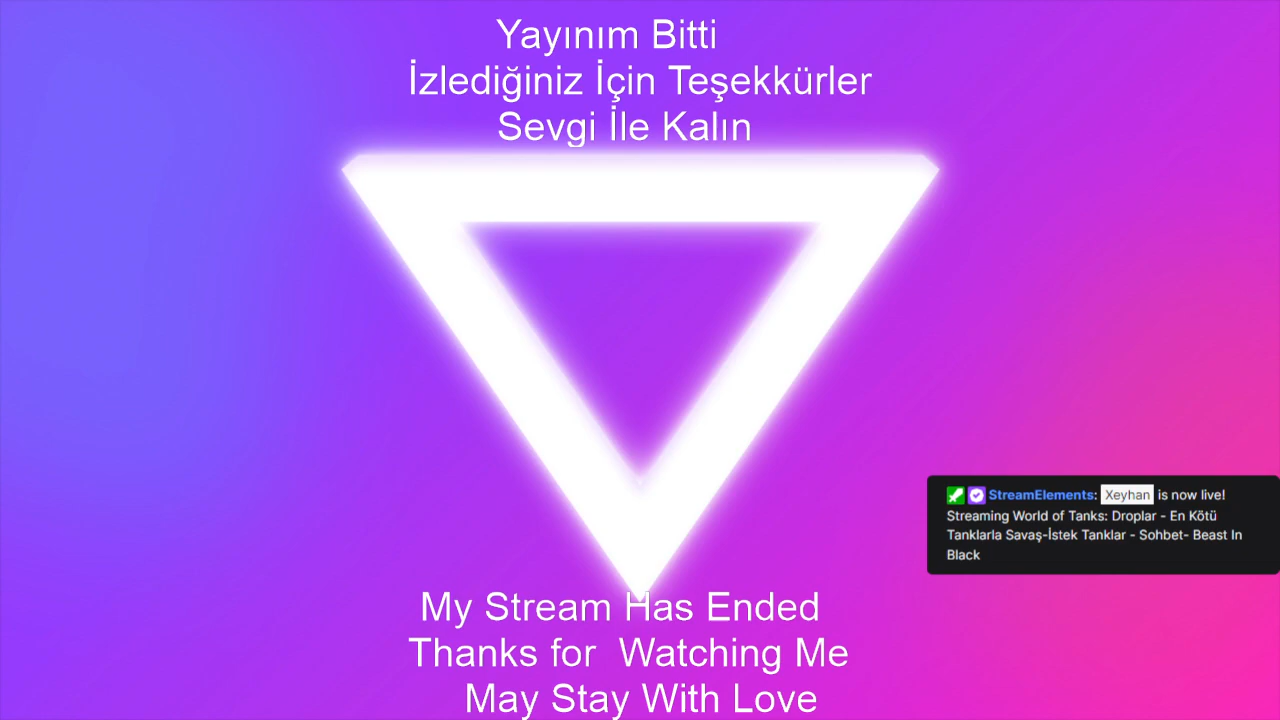 Yayınım Bitti
İzlediğiniz İçin Teşekkürler
Sevgi İle Kalın
StreamElements: Xeyhan is now live!
Streaming World of Tanks: Droplar - En Kötü
Tanklarla Savaş-İstek Tanklar - Sohbet- Beast In
Black
My Stream Has Ended
Thanks for  Watching Me
May Stay With Love